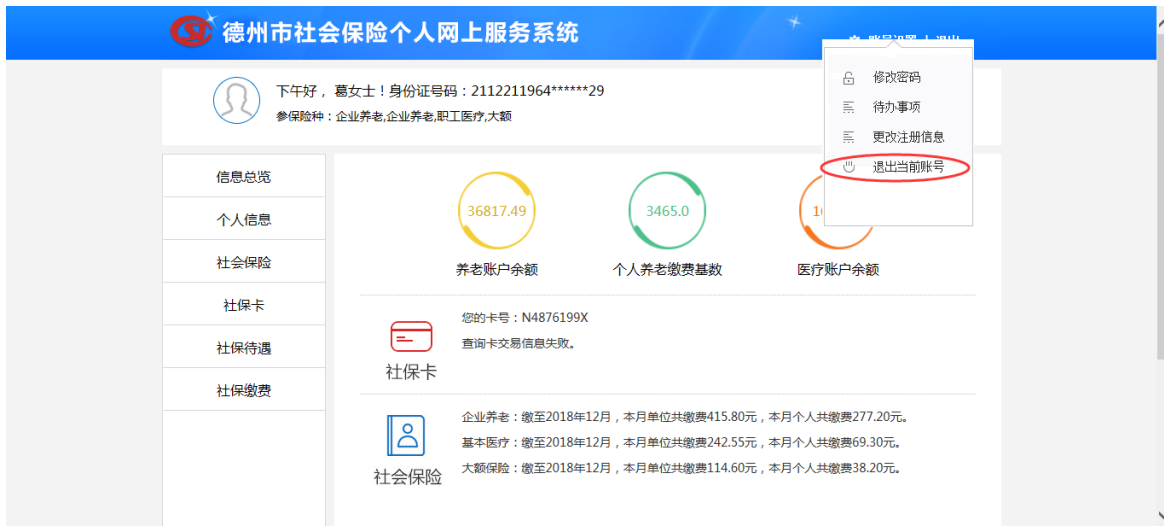 德州市社会保险个人网上服务系统
账号设置 | 退出
下午好，葛女士！身份证号码：2112211964******29
参保险种：企业养老,企业养老,职工医疗,大额
修改密码
待办事项
更改注册信息
退出当前账号
信息总览
个人信息
社会保险
社保卡
社保待遇
社保缴费
36817.49
3465.0
养老账户余额
个人养老缴费基数
医疗账户余额
社保卡
您的卡号：N4876199X
查询卡交易信息失败。
社会保险
企业养老：缴至2018年12月，本月单位共缴费415.80元，本月个人共缴费277.20元。
基本医疗：缴至2018年12月，本月单位共缴费242.55元，本月个人共缴费69.30元。
大额保险：缴至2018年12月，本月单位共缴费114.60元，本月个人共缴费38.20元。